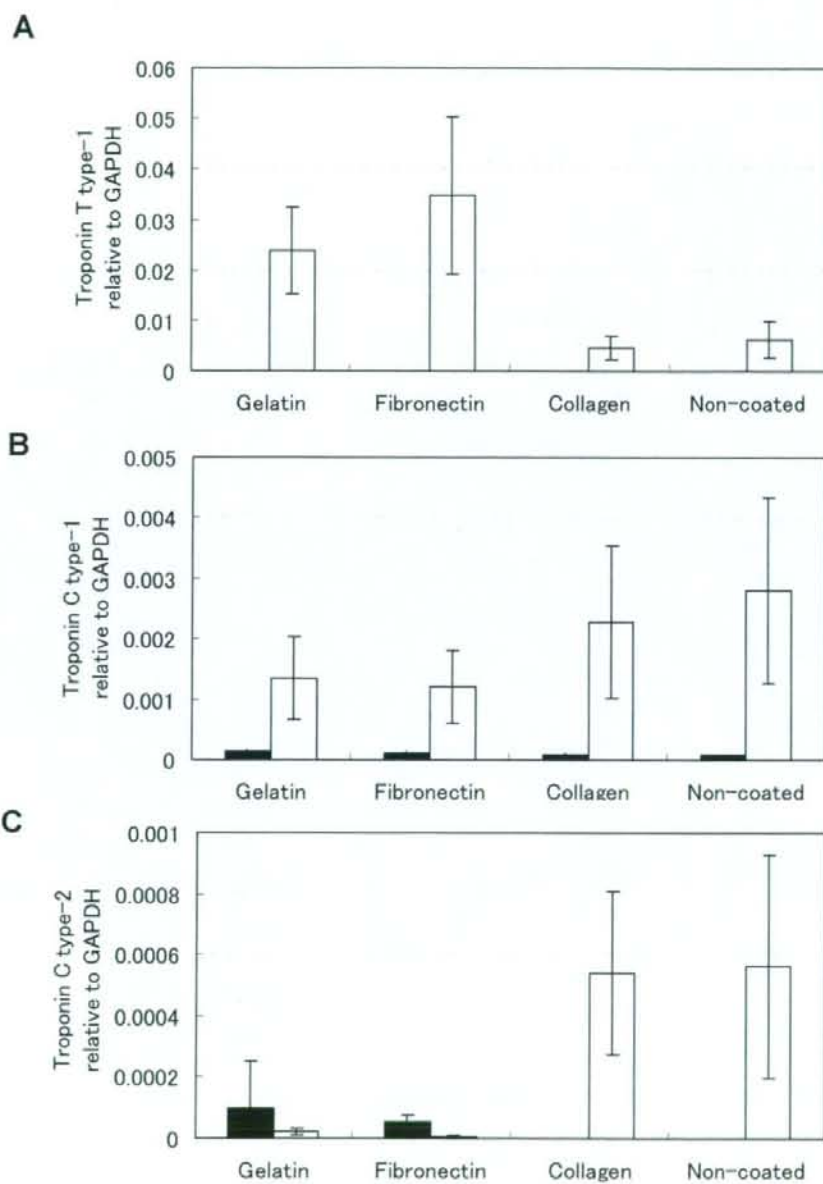 A
Troponin T type-1
relative to GAPDH
0.06
0.05
0.04
0.03
0.02
0.01
0
Gelatin Fibronectin Collagen Non-coated
B
Troponin C type-1
relative to GAPDH
0.005
0.004
0.003
0.002
0.001
0
Gelatin Fibronectin Collagen Non-coated
C
Troponin C type-2
relative to GAPDH
0.001
0.0008
0.0006
0.0004
0.0002
0
Gelatin Fibronectin Collagen Non-coated